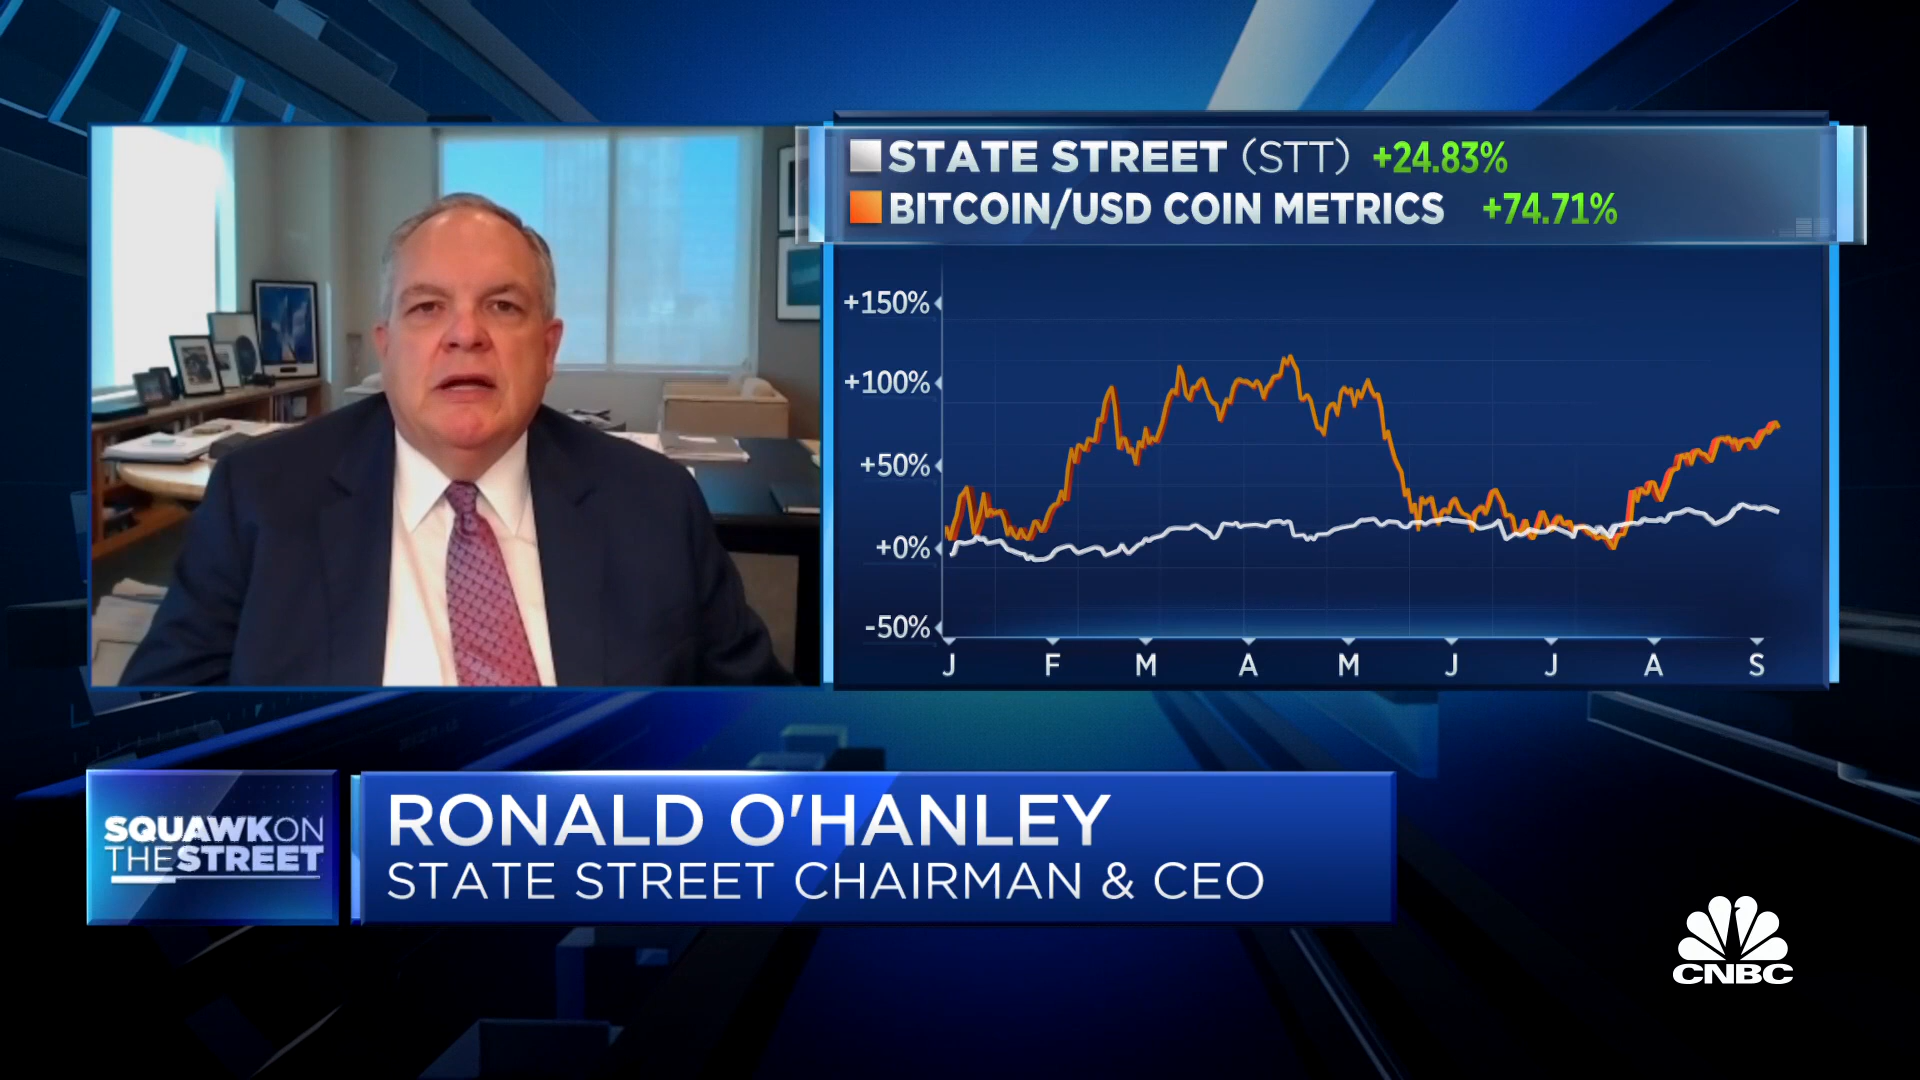 STATE STREET (STT) +24.83%
BITCOIN/USD COIN METRICS +74.71%
+150%
+100%
+50%
+0%
-50%
J F M A M J J A S
SQUAWK ON
THE STREET
RONALD O'HANLEY
STATE STREET CHAIRMAN & CEO
CNBC